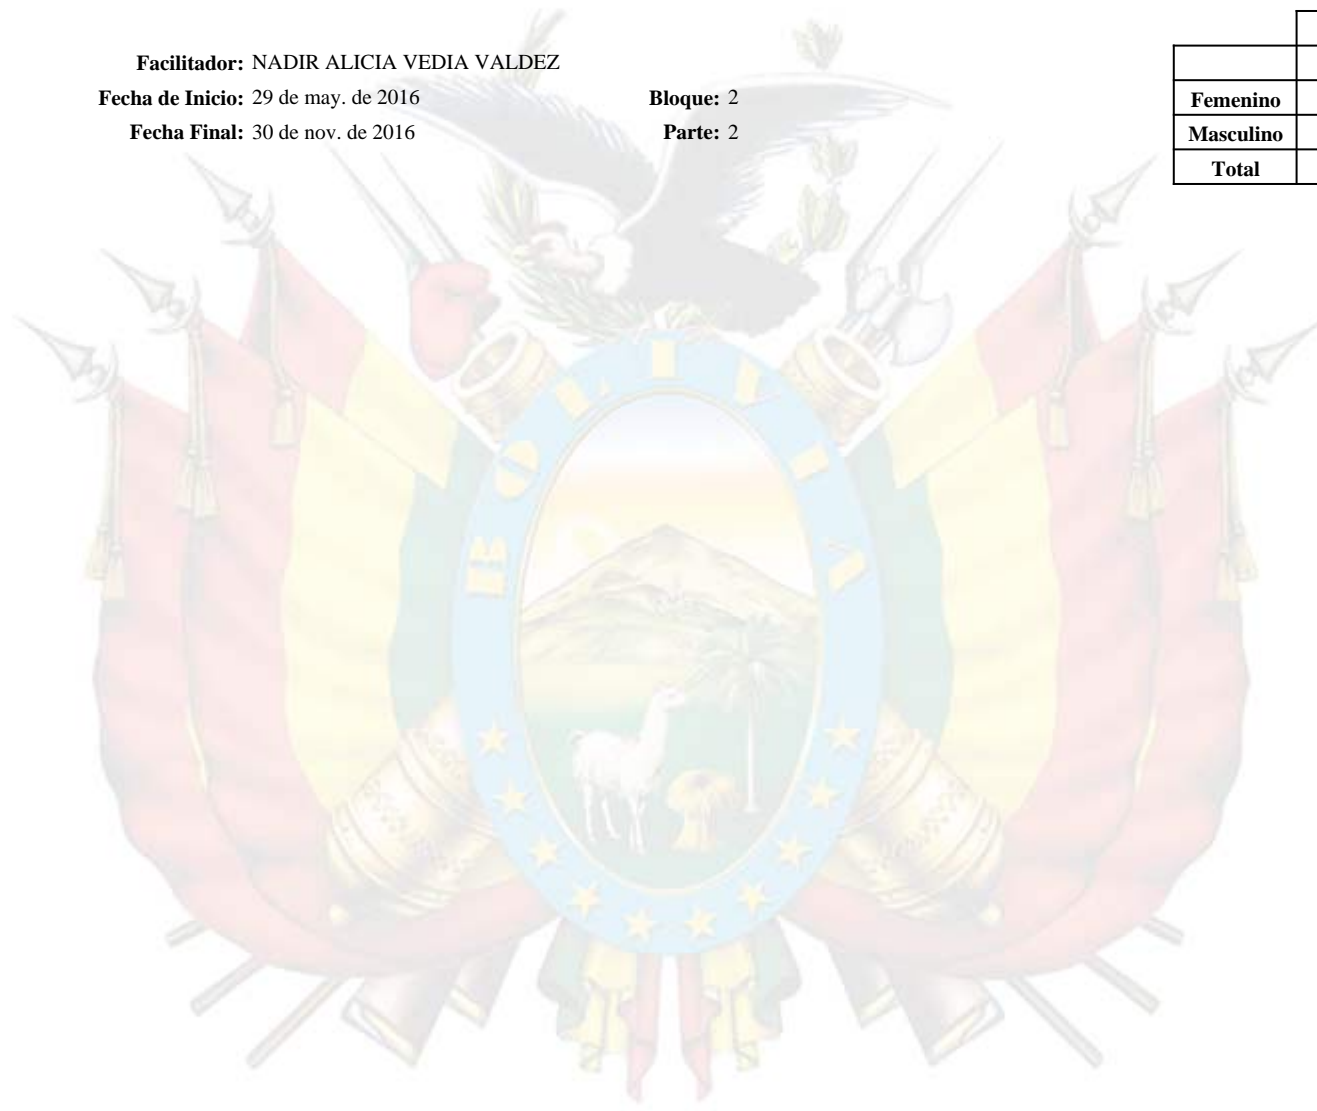 Facilitador: NADIR ALICIA VEDIA VALDEZ
Fecha de Inicio: 29 de may. de 2016 Bloque: 2
Fecha Final: 30 de nov. de 2016 Parte: 2
Femenino
Masculino
Total
BOLIVIA